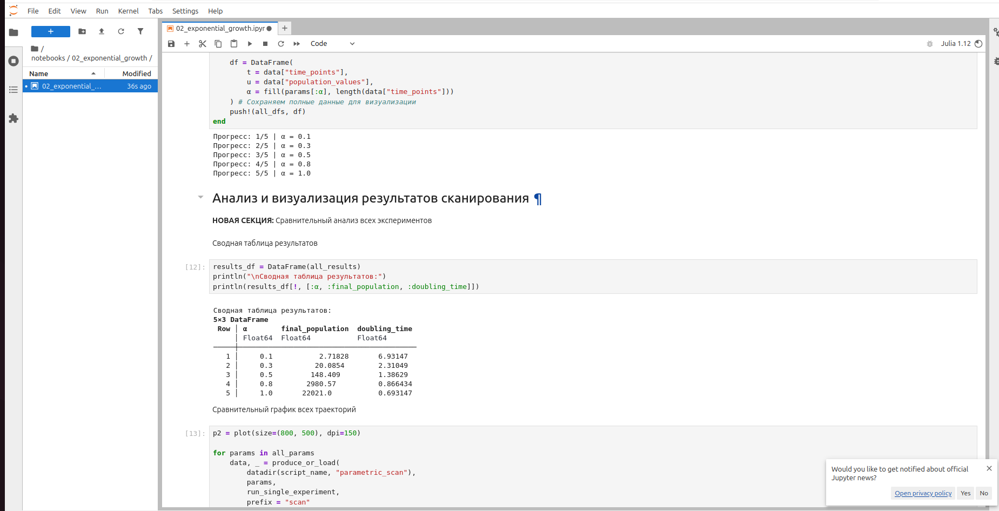 File Edit View Run Kernel Tabs Settings Help
02_exponential_growth.ipyr
Code
Julia 1.12
/
notebooks / 02_exponential_growth /
Name Modified
02_exponential_... 36s ago
df = DataFrame(
t = data["time_points"],
u = data["population_values"],
α = fill(params[:α], length(data["time_points"]))
) # Сохраняем полные данные для визуализации
push!(all_dfs, df)
end
Прогресс: 1/5 | α = 0.1
Прогресс: 2/5 | α = 0.3
Прогресс: 3/5 | α = 0.5
Прогресс: 4/5 | α = 0.8
Прогресс: 5/5 | α = 1.0
Анализ и визуализация результатов сканирования ¶
НОВАЯ СЕКЦИЯ: Сравнительный анализ всех экспериментов
Сводная таблица результатов
[12]:
results_df = DataFrame(all_results)
println("\nСводная таблица результатов:")
println(results_df[!, [:α, :final_population, :doubling_time]])
Сводная таблица результатов:
5×3 DataFrame
Row │ α final_population doubling_time
│ Float64 Float64 Float64
1 │ 0.1 2.71828 6.93147
2 │ 0.3 20.0854 2.31049
3 │ 0.5 148.409 1.38629
4 │ 0.8 2980.57 0.866434
5 │ 1.0 22021.0 0.693147
Сравнительный график всех траекторий
[13]:
p2 = plot(size=(800, 500), dpi=150)
for params in all_params
data, _ = produce_or_load(
datadir(script_name, "parametric_scan"),
params,
run_single_experiment,
prefix = "scan"
Would you like to get notified about official
Jupyter news?
Open privacy policy Yes No